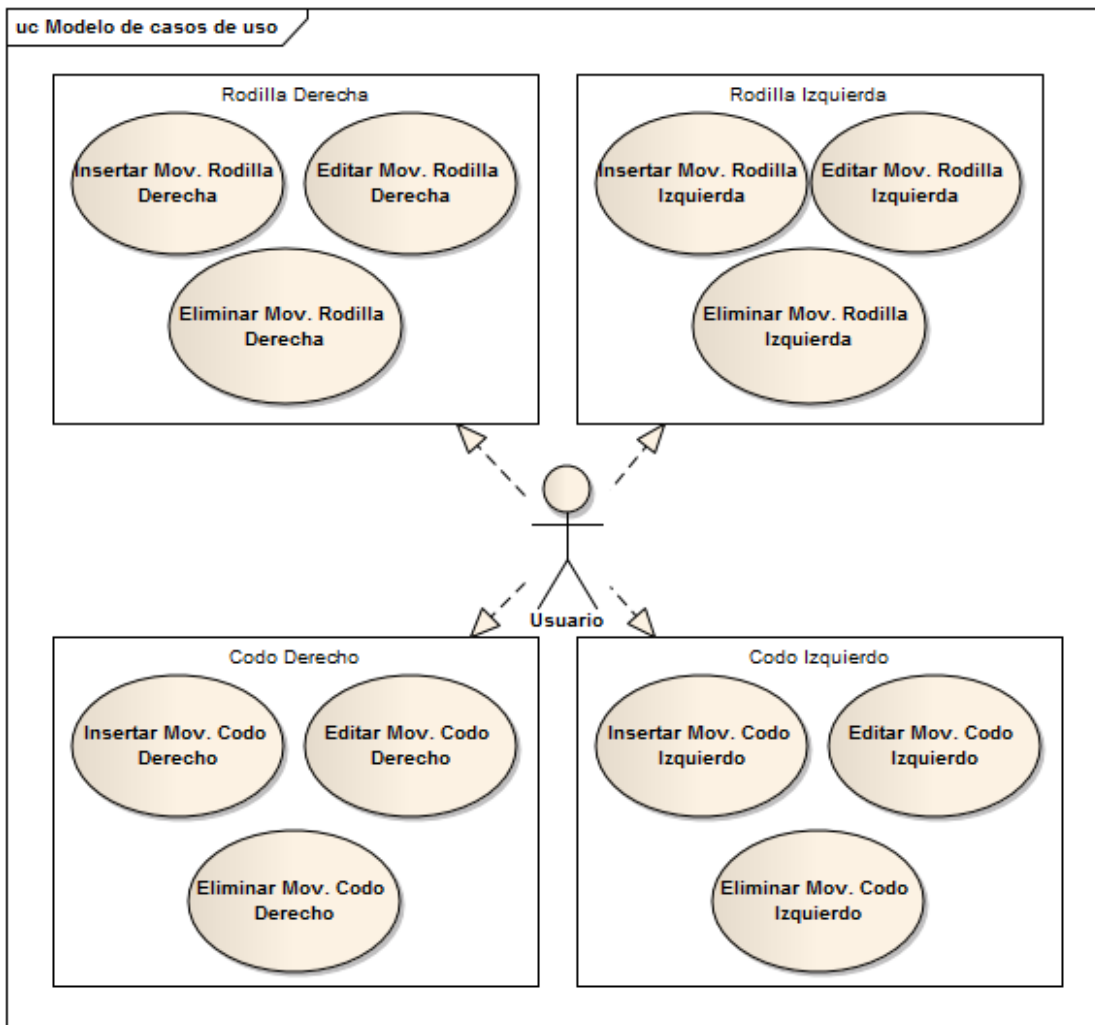 uc Modelo de casos de uso
Rodilla Derecha
Insertar Mov. Rodilla
Derecha
Editar Mov. Rodilla
Derecha
Eliminar Mov. Rodilla
Derecha
Rodilla Izquierda
Insertar Mov. Rodilla
Izquierda
Editar Mov. Rodilla
Izquierda
Eliminar Mov. Rodilla
Izquierda
Usuario
Codo Derecho
Insertar Mov. Codo
Derecho
Editar Mov. Codo
Derecho
Eliminar Mov. Codo
Derecho
Codo Izquierdo
Insertar Mov. Codo
Izquierdo
Editar Mov. Codo
Izquierdo
Eliminar Mov. Codo
Izquierdo